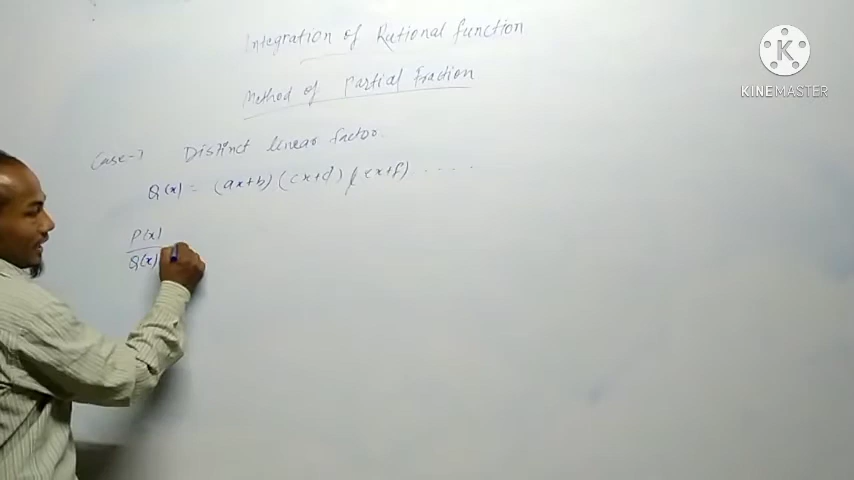 Integration of Rational function
Method of Partial Fraction
Case-1 Distinct linear factor.
Q(x) = (ax+b) (cx+d) (ex+f) .....
P(x)
Q(x)
K
KINEMASTER